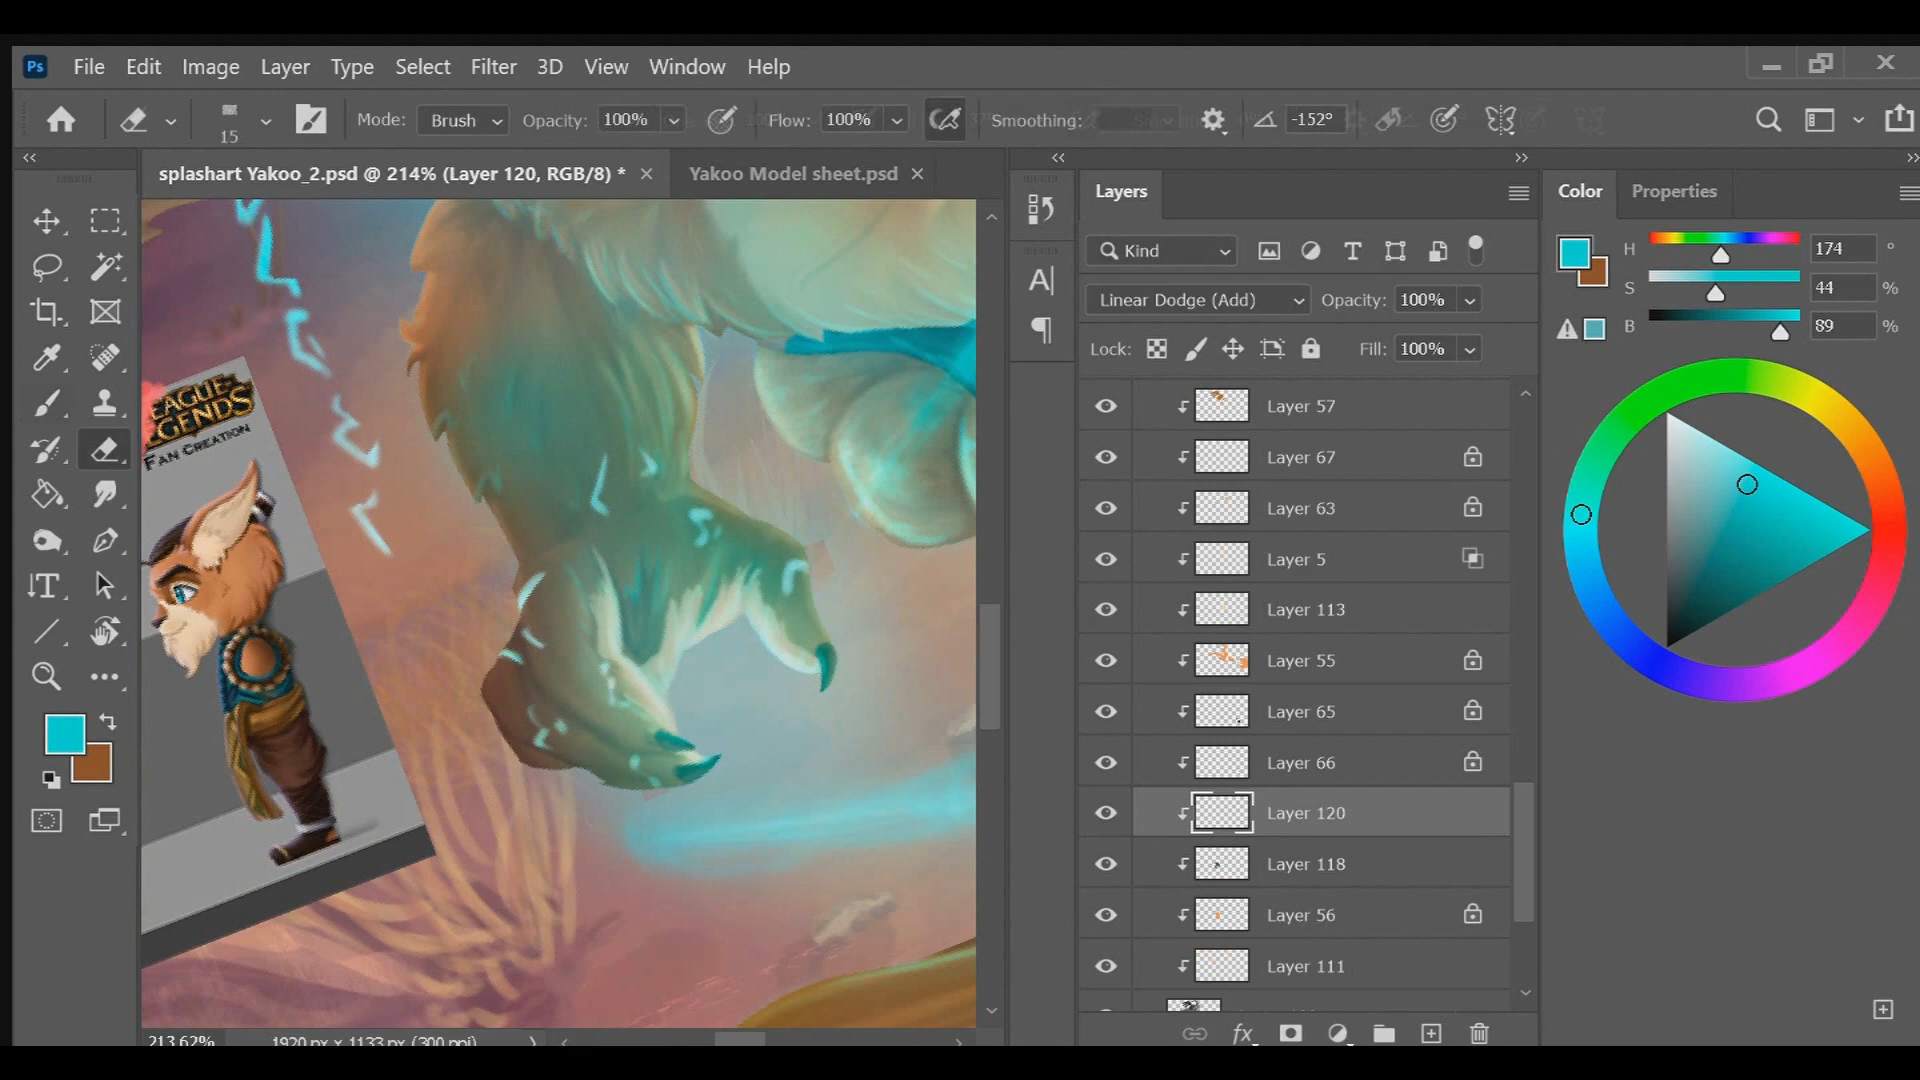 Ps File Edit Image Layer Type Select Filter 3D View Window Help
15 Mode: Brush Opacity: 100% Flow: 100% Smoothing: -152°
splashart Yakoo_2.psd @ 214% (Layer 120, RGB/8) *
Yakoo Model sheet.psd
Layers
Color Properties
Kind
H 174 °
Linear Dodge (Add) Opacity: 100%
S 44 %
B 89 %
Lock: Fill: 100%
EAGUE
LEGENDS
FAN CREATION
Layer 57
Layer 67
Layer 63
Layer 5
Layer 113
Layer 55
Layer 65
Layer 66
Layer 120
Layer 118
Layer 56
Layer 111
213.62% 1920 px x 1133 px (300 ppi)
fx